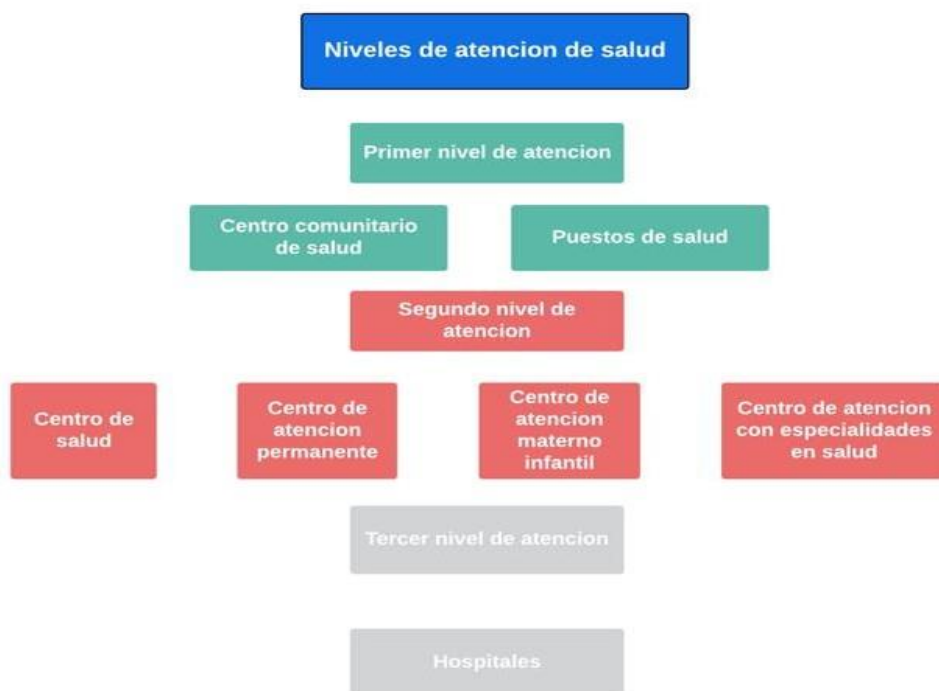 Niveles de atencion de salud
Primer nivel de atencion
Centro comunitario
de salud
Puestos de salud
Segundo nivel de
atencion
Centro de
salud
Centro de
atencion
permanente
Centro de
atencion
materno
infantil
Centro de atencion
con especialidades
en salud
Tercer nivel de atencion
Hospitales